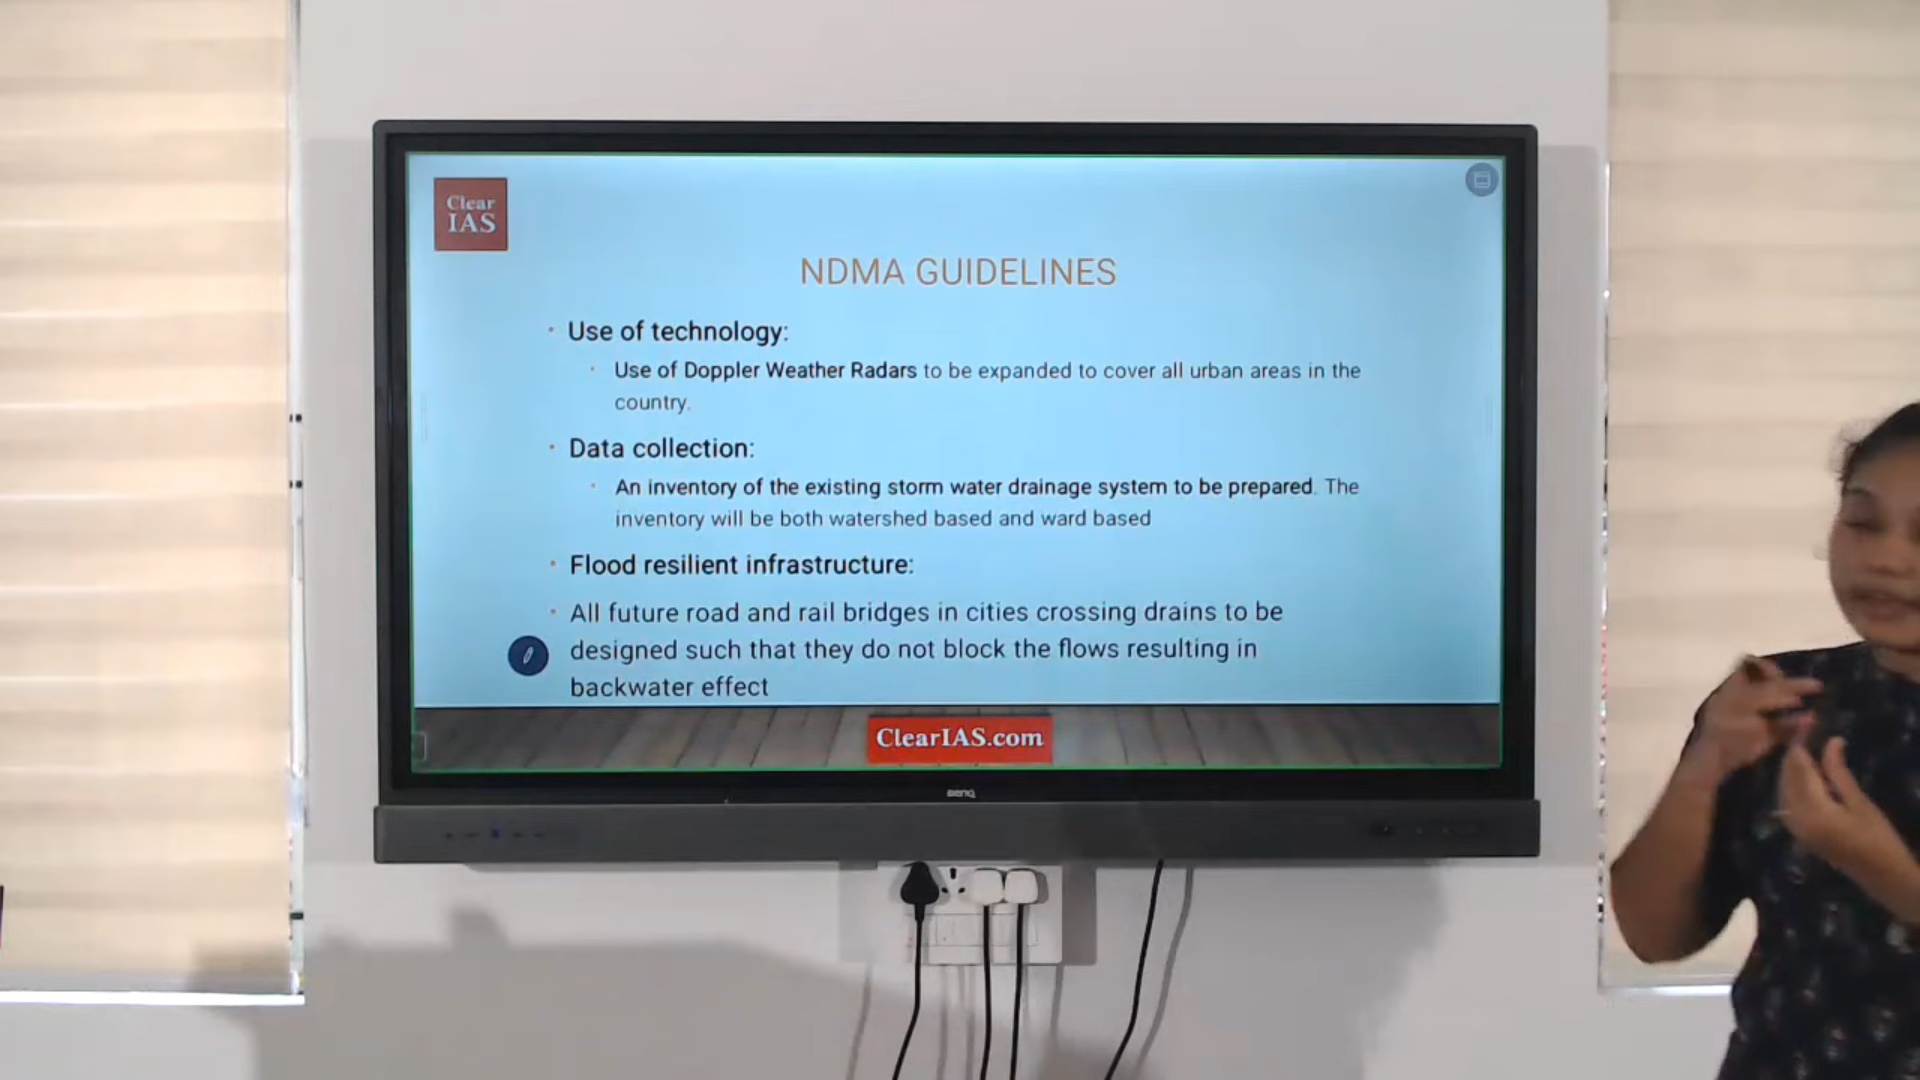 Clear
IAS
NDMA GUIDELINES
Use of technology:
Use of Doppler Weather Radars to be expanded to cover all urban areas in the
country.
Data collection:
An inventory of the existing storm water drainage system to be prepared. The
inventory will be both watershed based and ward based
Flood resilient infrastructure:
All future road and rail bridges in cities crossing drains to be
designed such that they do not block the flows resulting in
backwater effect
ClearIAS.com
BenQ